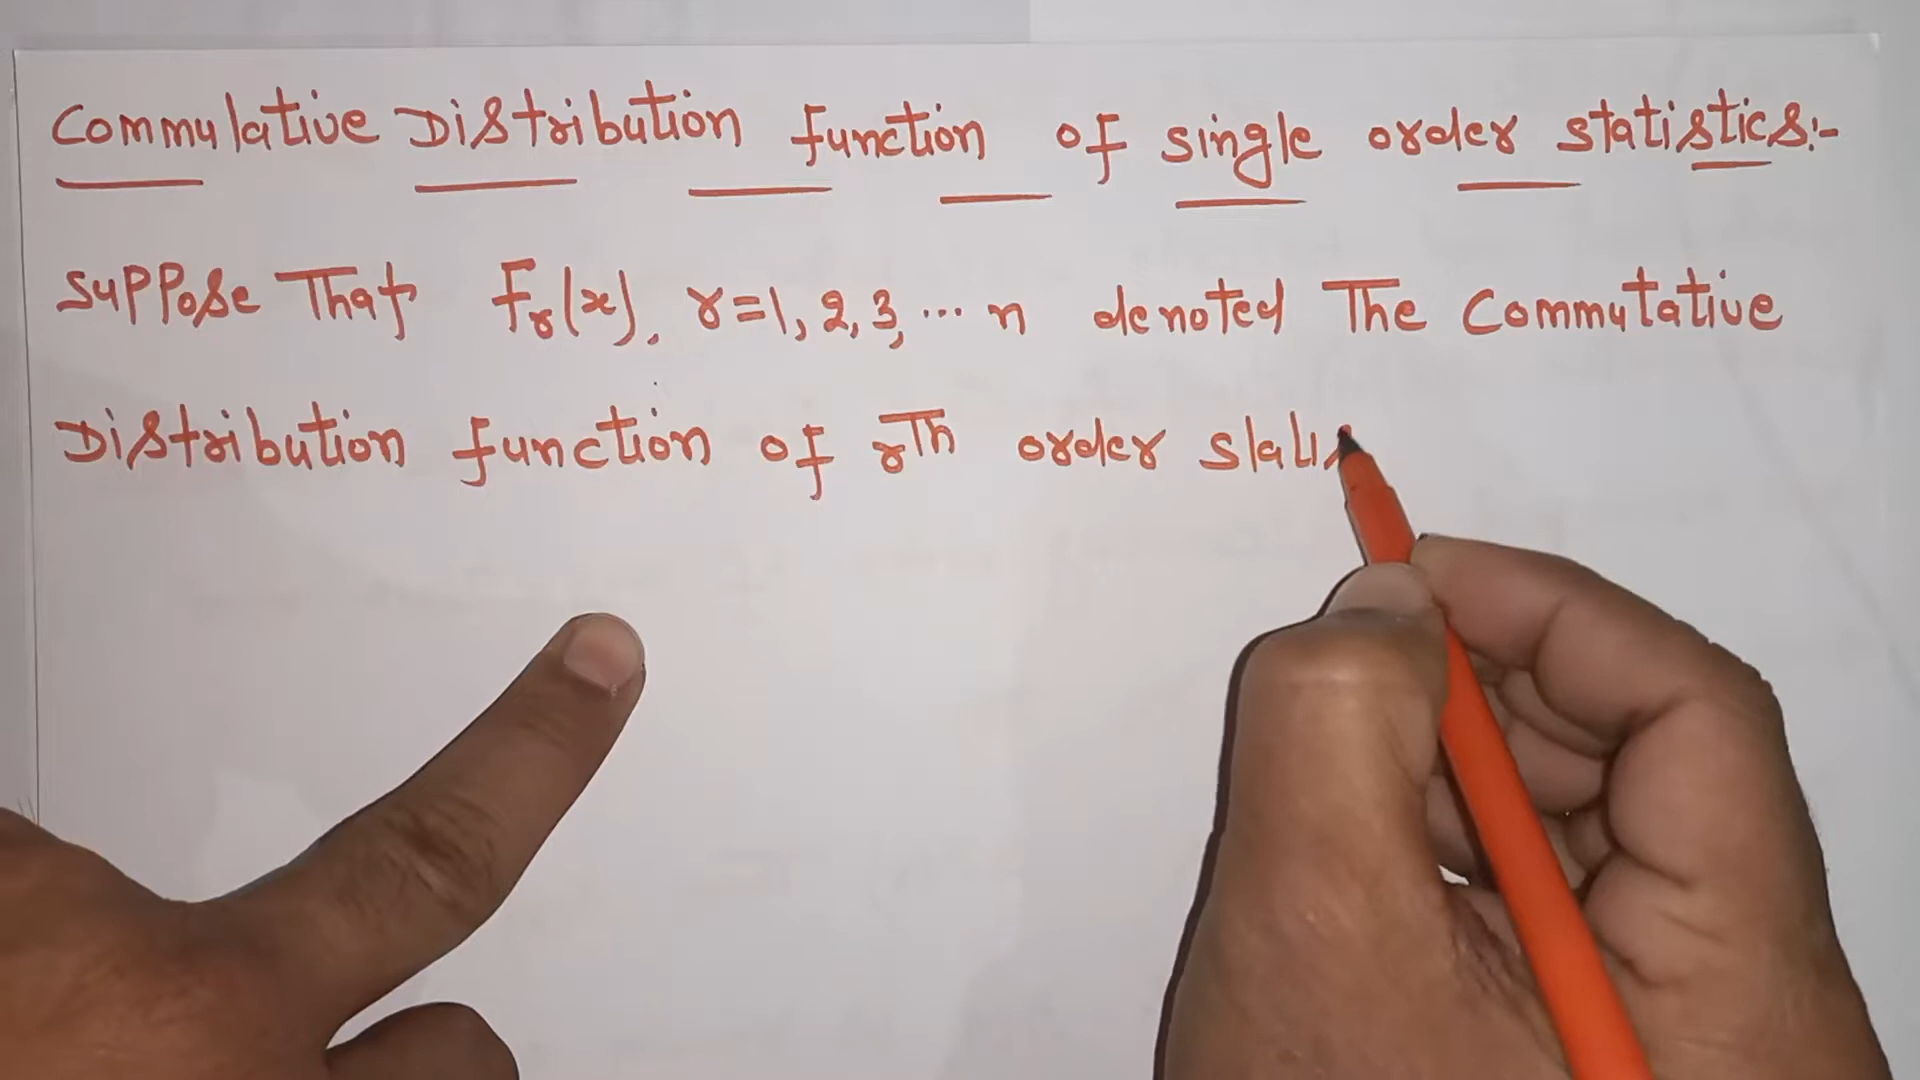 Commulative Distribution function of single order statistics:-
Suppose That Fr(x), r=1, 2, 3, ... n denoted The Commutative
Distribution function of rTh order statis